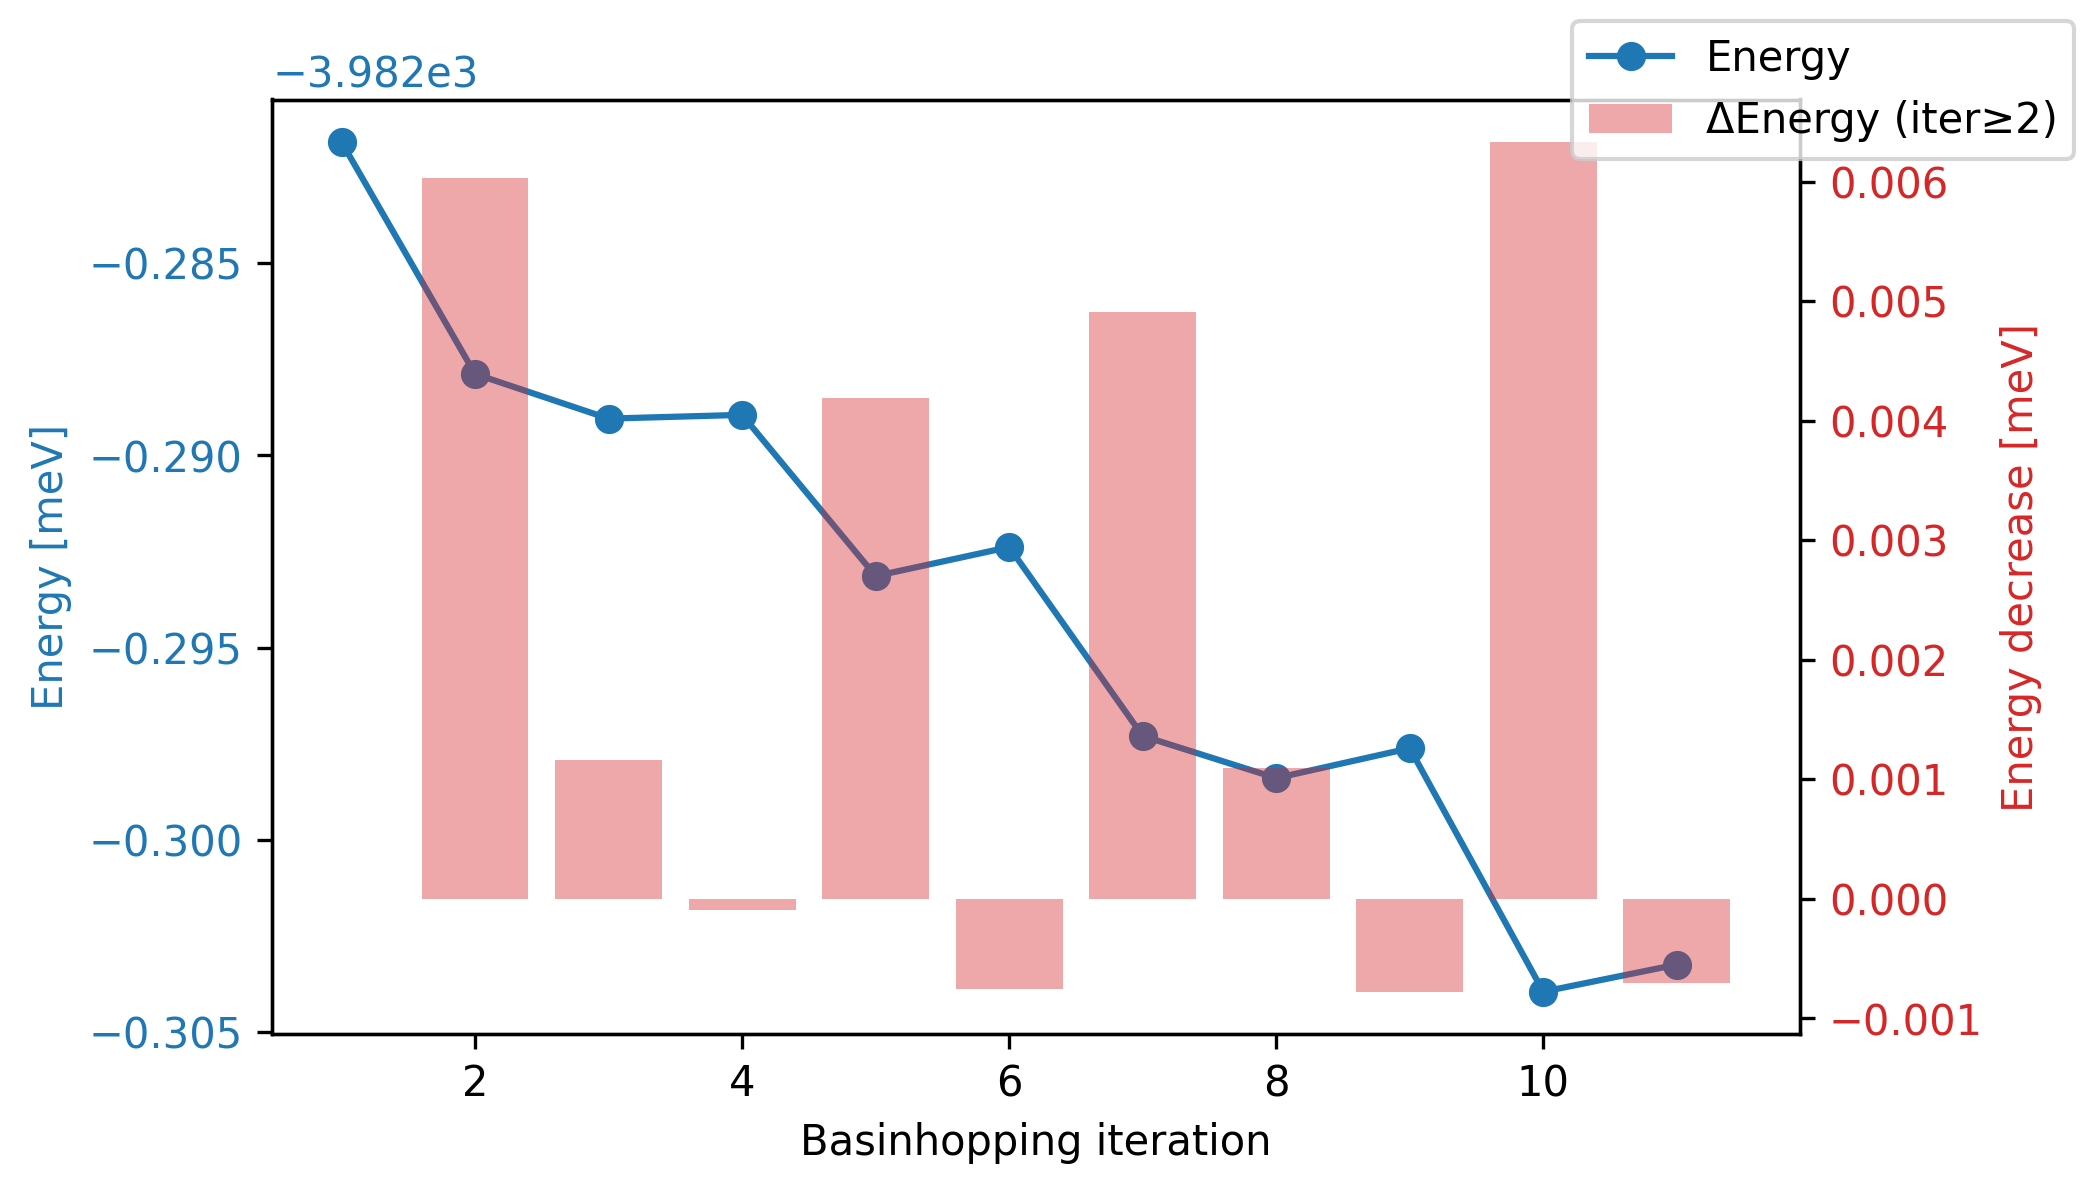 −3.982e3
Energy
ΔEnergy (iter≥2)
Energy [meV]
−0.285
−0.290
−0.295
−0.300
−0.305
0.006
0.005
0.004
0.003
0.002
0.001
0.000
−0.001
Energy decrease [meV]
2 4 6 8 10
Basinhopping iteration